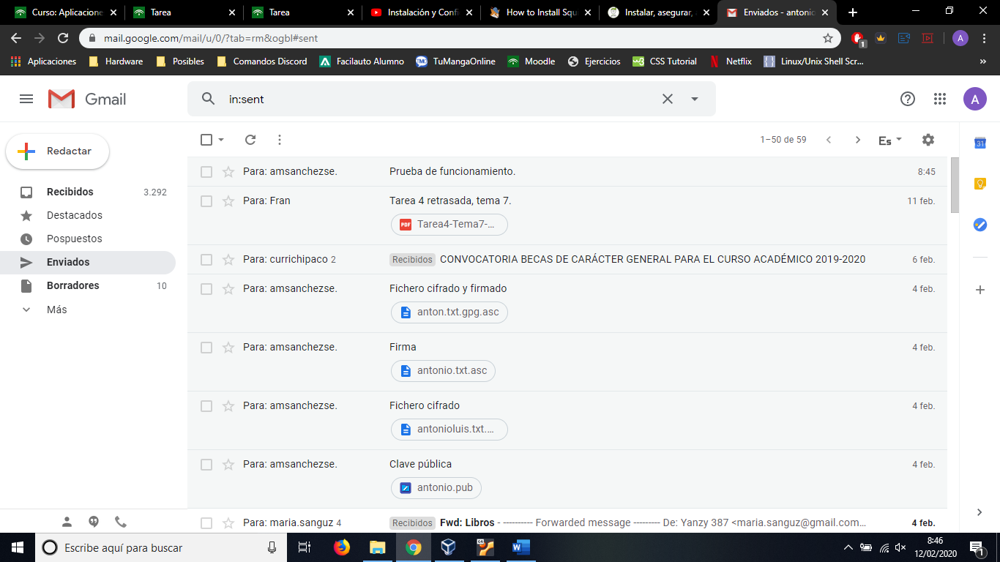 Curso: Aplicacione
Tarea
Tarea
Instalación y Confi
How to Install Squ
Instalar, asegurar,
Enviados - antonio
mail.google.com/mail/u/0/?tab=rm&ogbl#sent
1
A
Aplicaciones
Hardware
Posibles
Comandos Discord
Facilauto Alumno
TuMangaOnline
Moodle
Ejercicios
CSS Tutorial
Netflix
Linux/Unix Shell Scr...
»
Gmail
in:sent
A
Redactar
1–50 de 59
Es
31
Recibidos 3.292
Destacados
Pospuestos
Enviados
Borradores 10
Más
Para: amsanchezse. Prueba de funcionamiento. 8:45
Para: Fran Tarea 4 retrasada, tema 7. 11 feb.
PDF Tarea4-Tema7-...
Para: currichipaco 2 Recibidos CONVOCATORIA BECAS DE CARÁCTER GENERAL PARA EL CURSO ACADÉMICO 2019-2020 6 feb.
Para: amsanchezse. Fichero cifrado y firmado 4 feb.
anton.txt.gpg.asc
Para: amsanchezse. Firma 4 feb.
antonio.txt.asc
Para: amsanchezse. Fichero cifrado 4 feb.
antonioluis.txt....
Para: amsanchezse. Clave pública 4 feb.
antonio.pub
Para: maria.sanguz 4 Recibidos Fwd: Libros - ---------- Forwarded message --------- De: Yanzy 387 <maria.sanguz@gmail.com... 4 feb.
Escribe aquí para buscar
8:46
12/02/2020
1